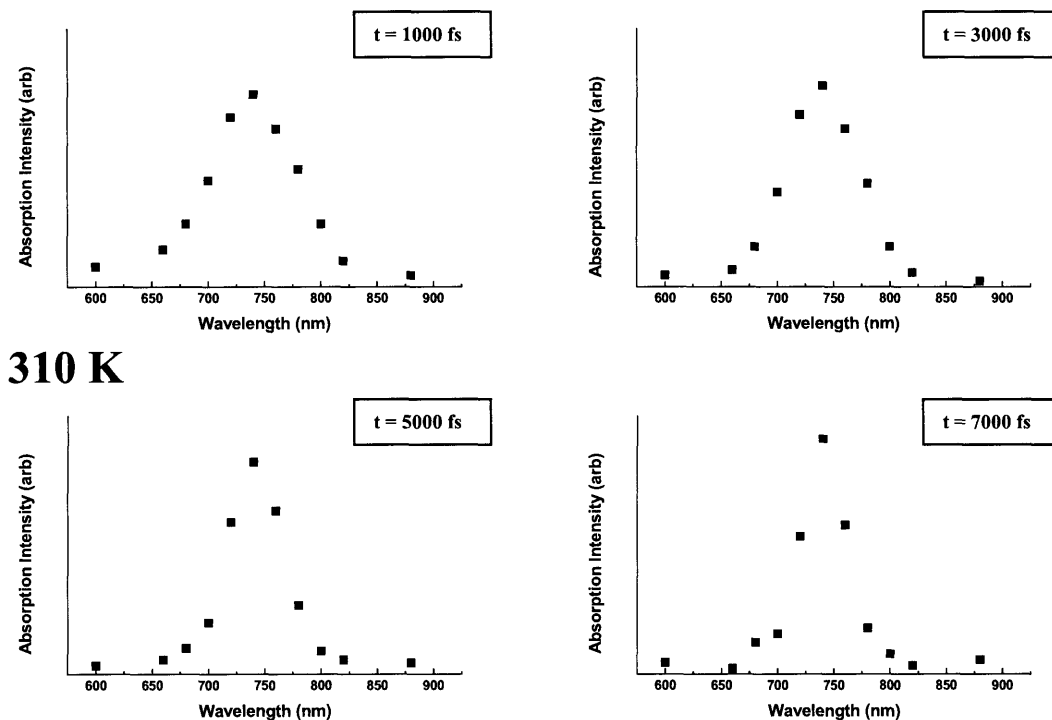 t = 1000 fs
Absorption Intensity (arb)
600 650 700 750 800 850 900
Wavelength (nm)
t = 3000 fs
Absorption Intensity (arb)
600 650 700 750 800 850 900
Wavelength (nm)
310 K
t = 5000 fs
Absorption Intensity (arb)
600 650 700 750 800 850 900
Wavelength (nm)
t = 7000 fs
Absorption Intensity (arb)
600 650 700 750 800 850 900
Wavelength (nm)